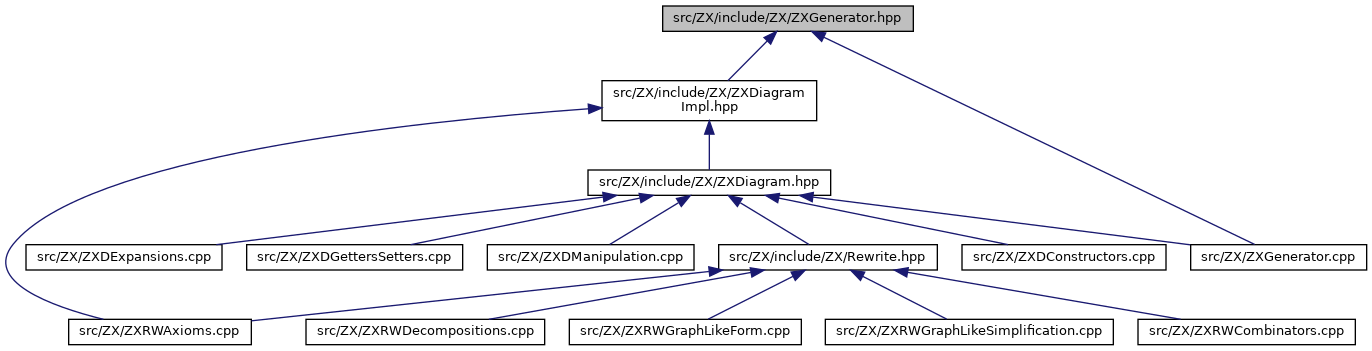 src/ZX/include/ZX/ZXGenerator.hpp
src/ZX/include/ZX/ZXDiagram
Impl.hpp
src/ZX/include/ZX/ZXDiagram.hpp
src/ZX/ZXDExpansions.cpp
src/ZX/ZXDGettersSetters.cpp
src/ZX/ZXDManipulation.cpp
src/ZX/include/ZX/Rewrite.hpp
src/ZX/ZXDConstructors.cpp
src/ZX/ZXGenerator.cpp
src/ZX/ZXRWAxioms.cpp
src/ZX/ZXRWDecompositions.cpp
src/ZX/ZXRWGraphLikeForm.cpp
src/ZX/ZXRWGraphLikeSimplification.cpp
src/ZX/ZXRWCombinators.cpp